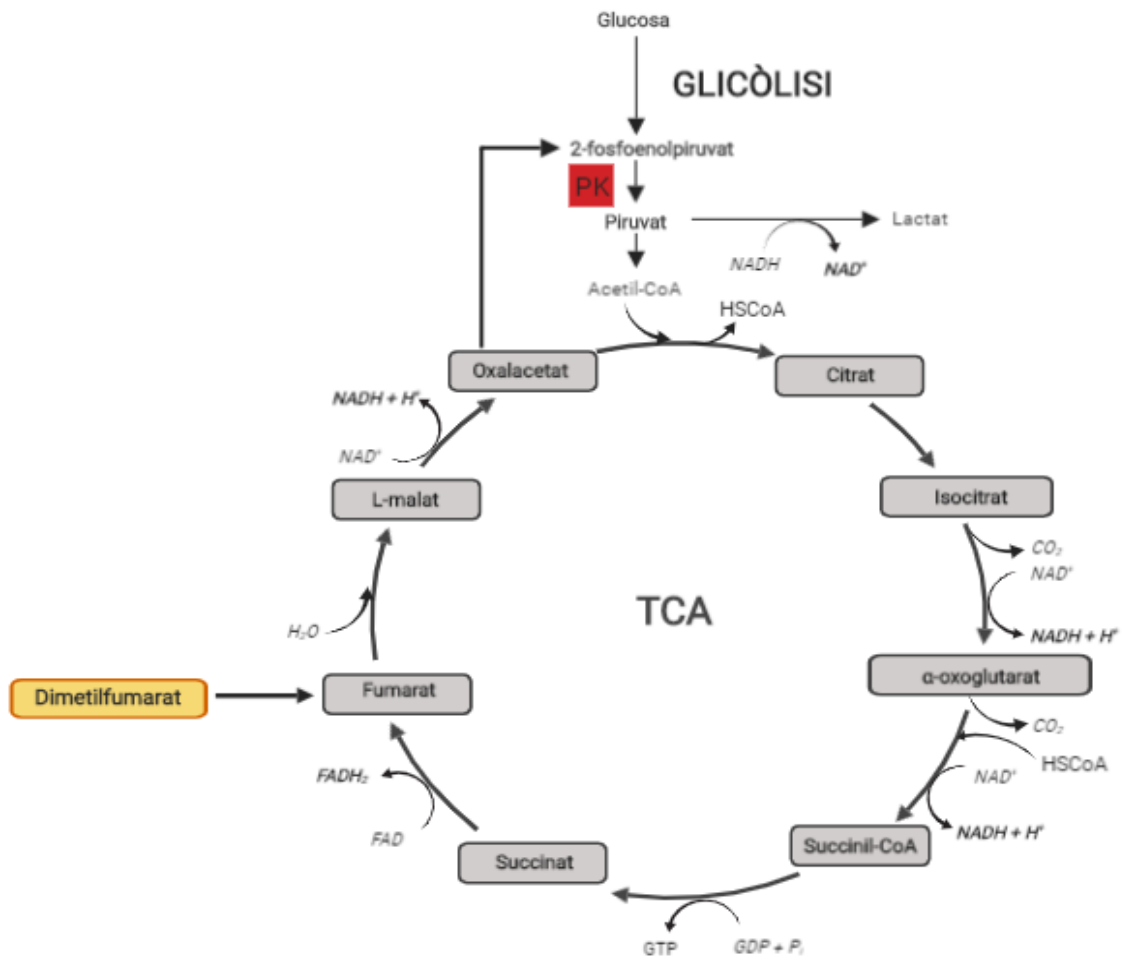 Glucosa
GLICÒLISI
2-fosfoenolpiruvat
PK
Piruvat
Lactat
NADH
NAD⁺
Acetil-CoA
HSCoA
Oxalacetat
Citrat
NADH + H⁺
NAD⁺
L-malat
Isocitrat
CO₂
NAD⁺
NADH + H⁺
TCA
H₂O
α-oxoglutarat
Dimetilfumarat
Fumarat
CO₂
HSCoA
NAD⁺
NADH + H⁺
FADH₂
FAD
Succinil-CoA
Succinat
GTP
GDP + Pᵢ